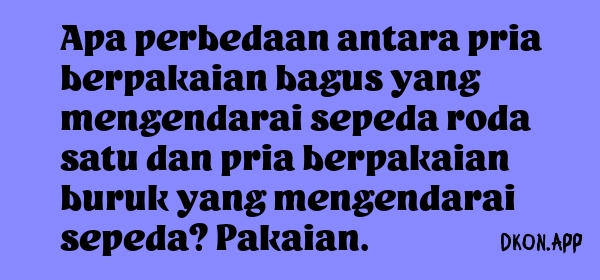 Apa perbedaan antara pria
berpakaian bagus yang
mengendarai sepeda roda
satu dan pria berpakaian
buruk yang mengendarai
sepeda? Pakaian.
DKON.APP